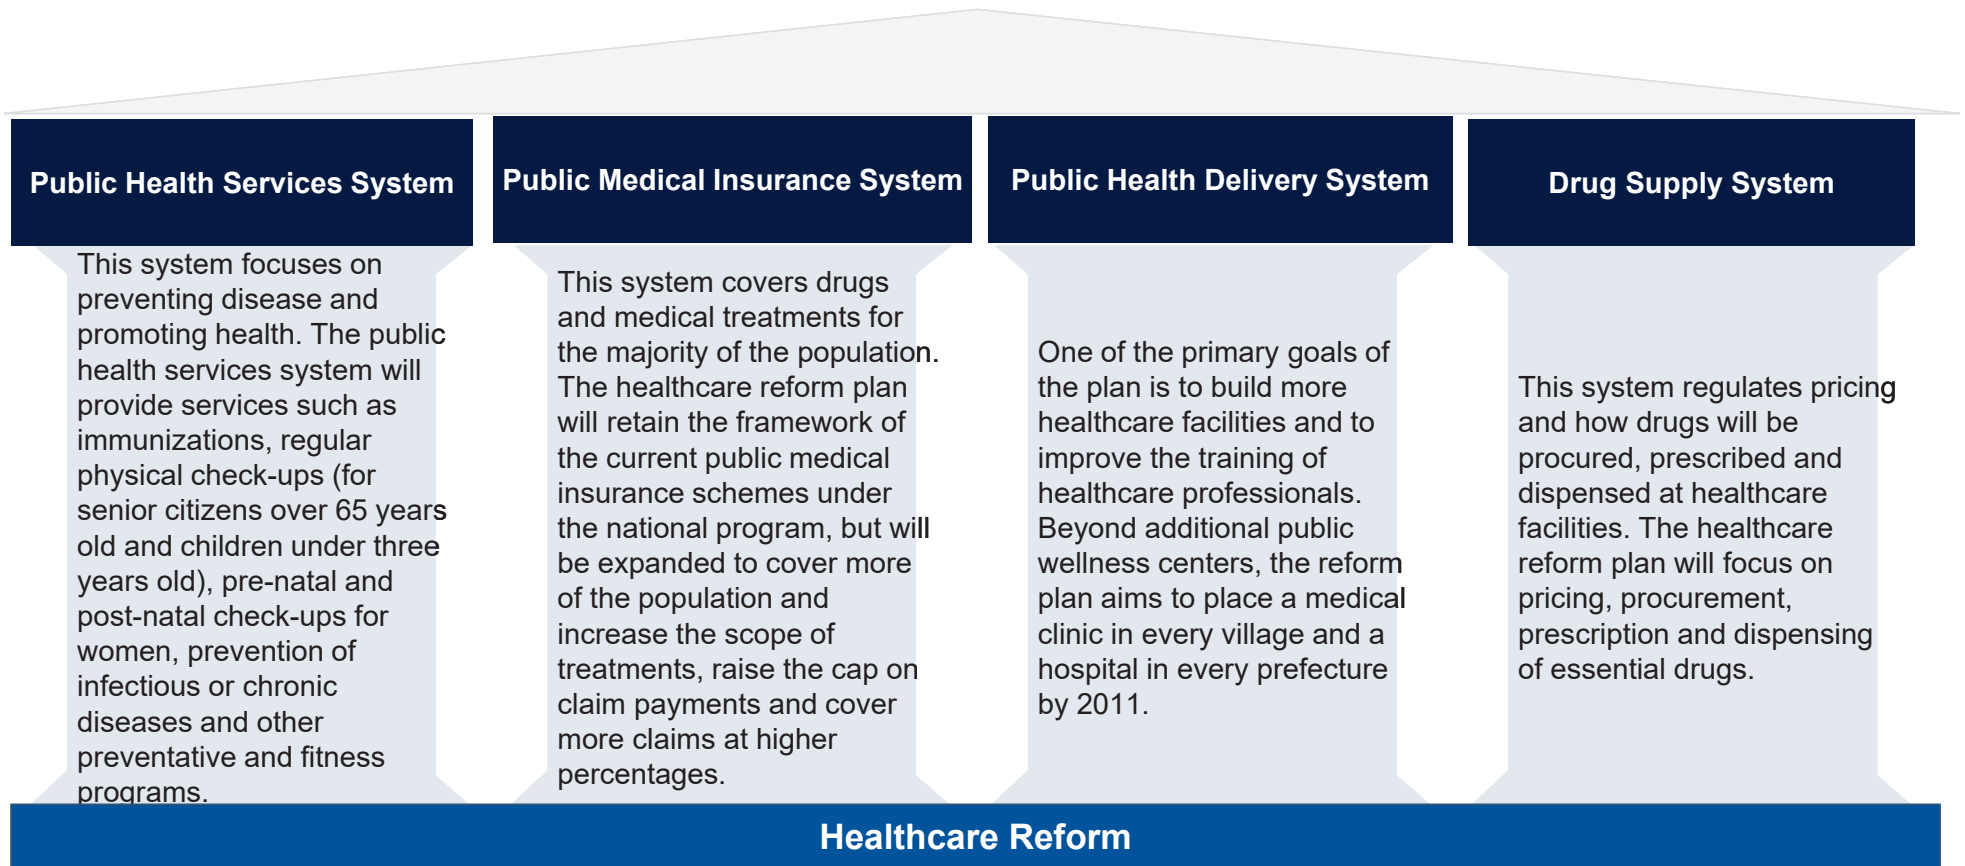 Public Health Services System
This system focuses on
preventing disease and
promoting health. The public
health services system will
provide services such as
immunizations, regular
physical check-ups (for
senior citizens over 65 years
old and children under three
years old), pre-natal and
post-natal check-ups for
women, prevention of
infectious or chronic
diseases and other
preventative and fitness
programs.
Public Medical Insurance System
This system covers drugs
and medical treatments for
the majority of the population.
The healthcare reform plan
will retain the framework of
the current public medical
insurance schemes under
the national program, but will
be expanded to cover more
of the population and
increase the scope of
treatments, raise the cap on
claim payments and cover
more claims at higher
percentages.
Public Health Delivery System
One of the primary goals of
the plan is to build more
healthcare facilities and to
improve the training of
healthcare professionals.
Beyond additional public
wellness centers, the reform
plan aims to place a medical
clinic in every village and a
hospital in every prefecture
by 2011.
Drug Supply System
This system regulates pricing
and how drugs will be
procured, prescribed and
dispensed at healthcare
facilities. The healthcare
reform plan will focus on
pricing, procurement,
prescription and dispensing
of essential drugs.
Healthcare Reform